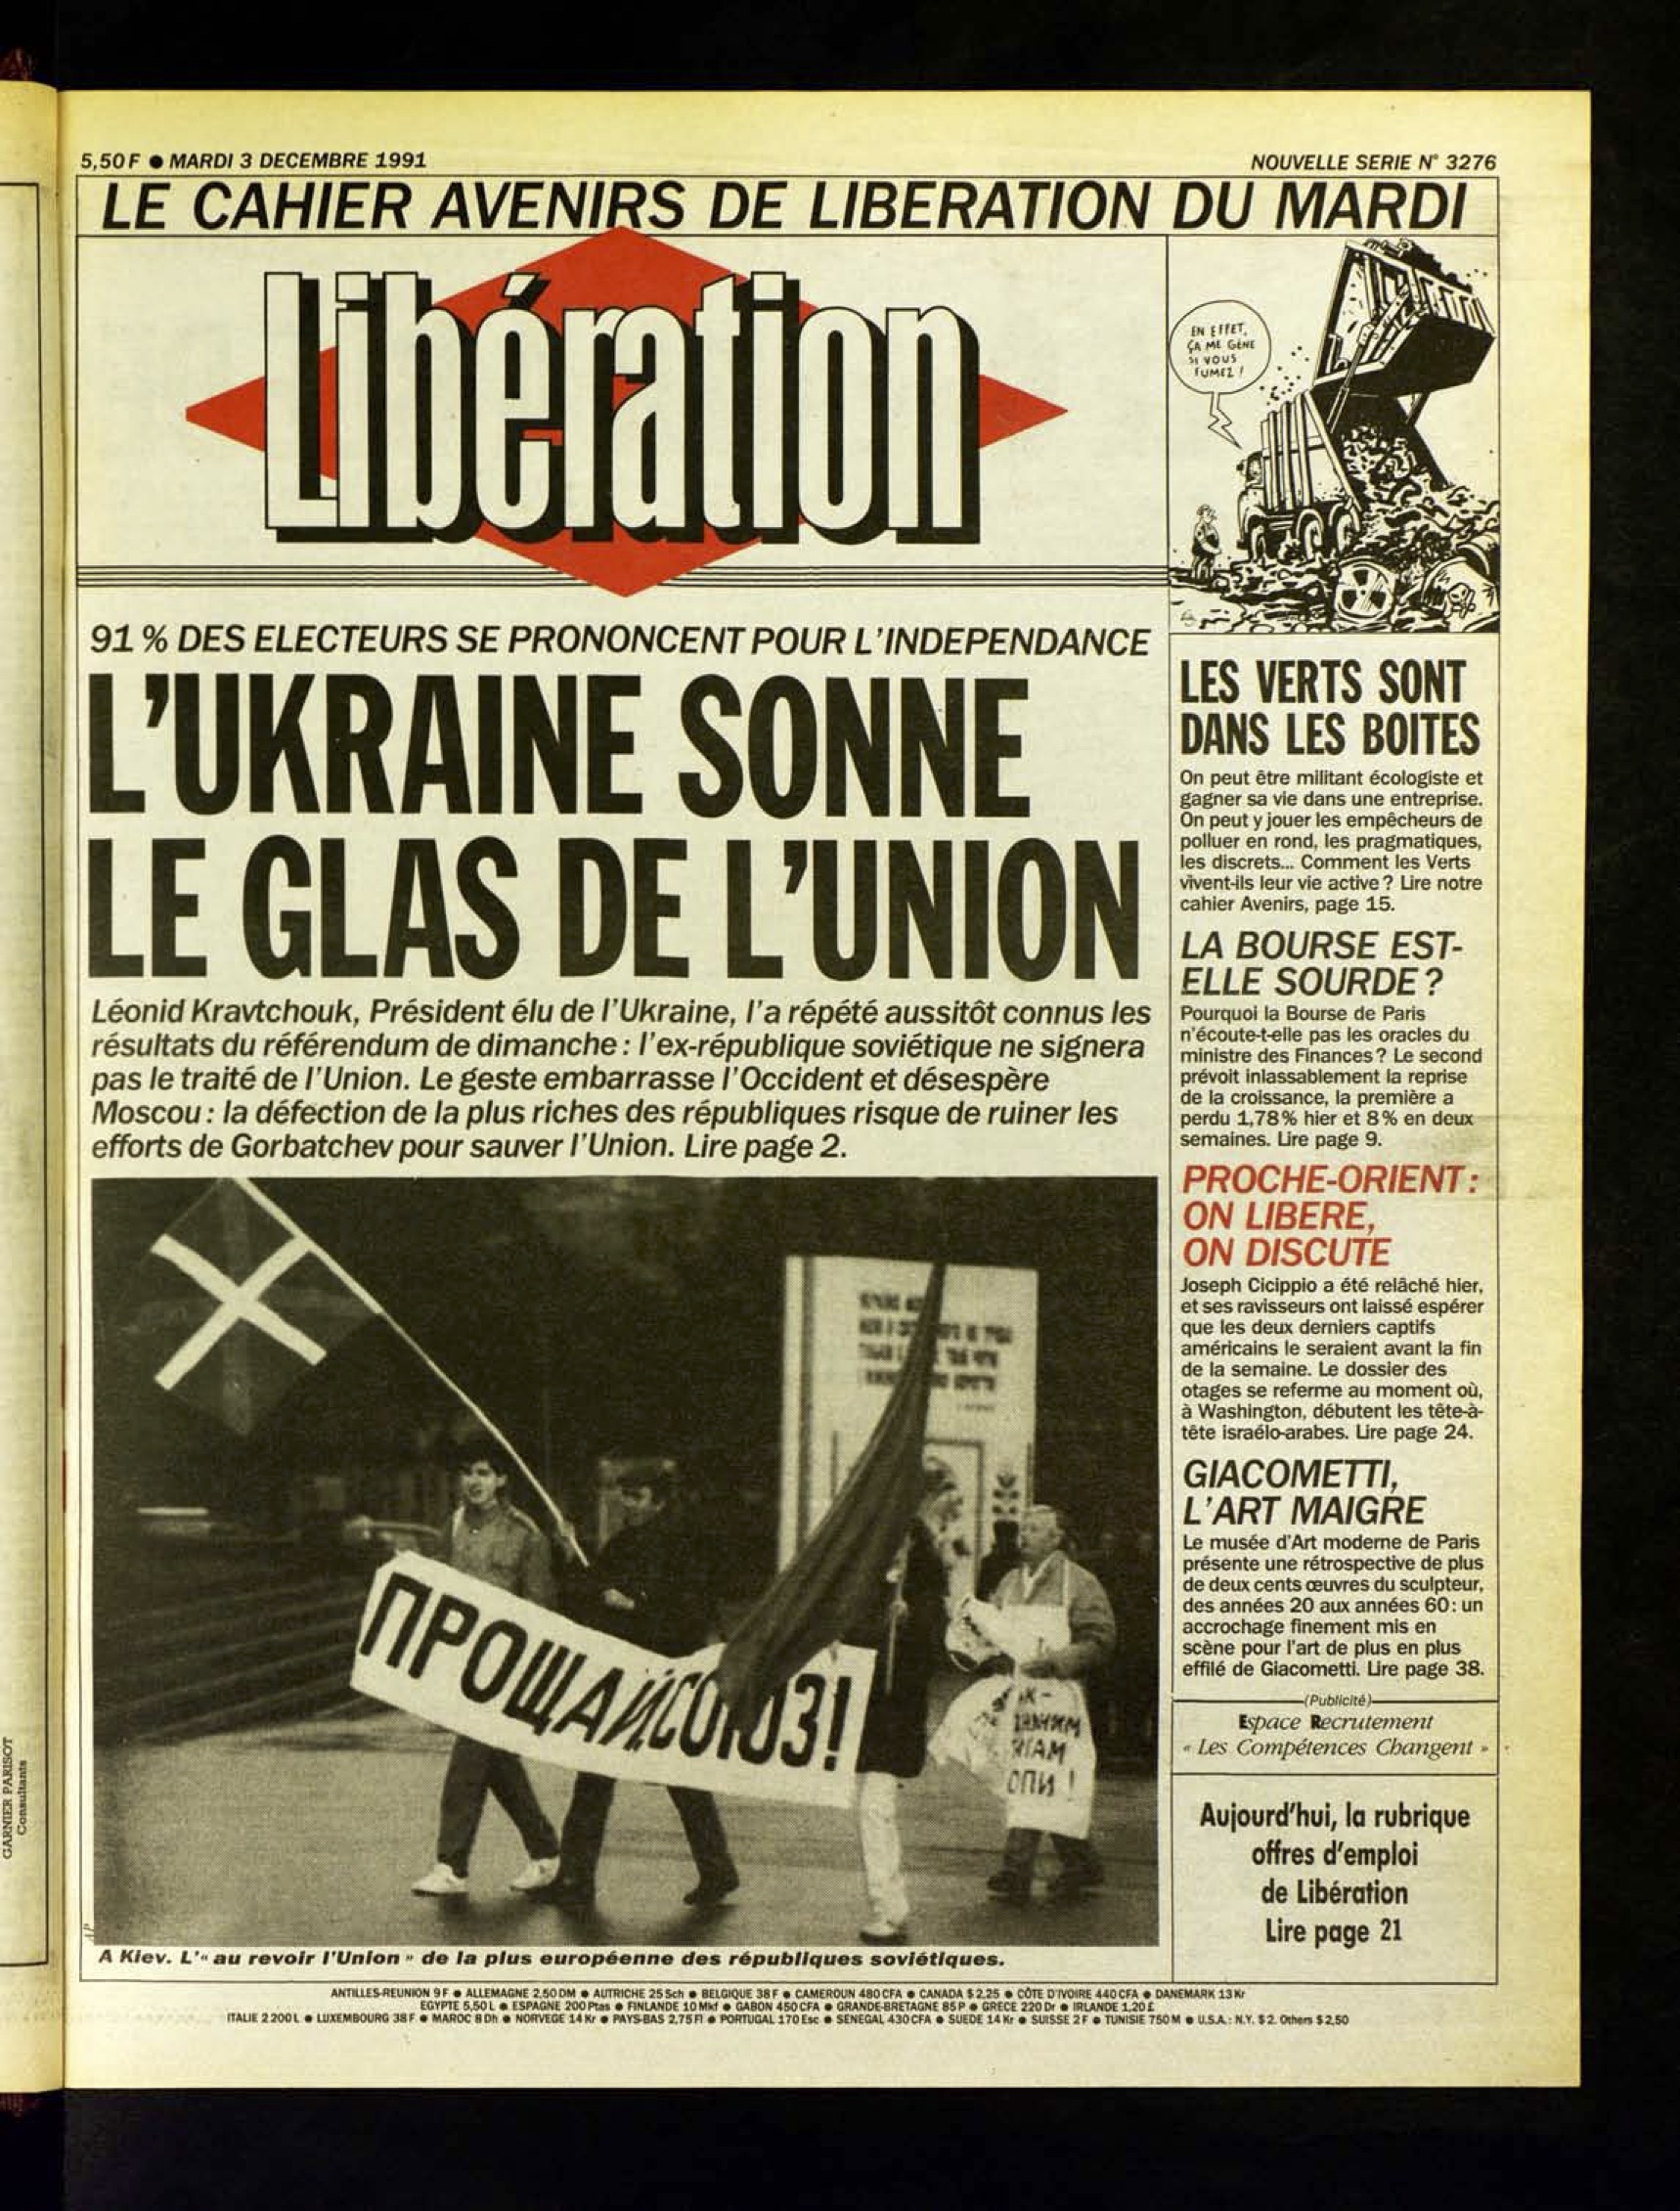 5,50 F ● MARDI 3 DECEMBRE 1991
NOUVELLE SERIE N° 3276
LE CAHIER AVENIRS DE LIBERATION DU MARDI
Libération
EN EFFET,
ÇA ME GÊNE
SI VOUS
FUMEZ !
91 % DES ELECTEURS SE PRONONCENT POUR L'INDEPENDANCE
L'UKRAINE SONNE
LE GLAS DE L'UNION
Léonid Kravtchouk, Président élu de l'Ukraine, l'a répété aussitôt connus les
résultats du référendum de dimanche : l'ex-république soviétique ne signera
pas le traité de l'Union. Le geste embarrasse l'Occident et désespère
Moscou : la défection de la plus riches des républiques risque de ruiner les
efforts de Gorbatchev pour sauver l'Union. Lire page 2.
ПРОЩАЙ СОЮЗ!
ОПИ !
AP
A Kiev. L'« au revoir l'Union » de la plus européenne des républiques soviétiques.
LES VERTS SONT
DANS LES BOITES
On peut être militant écologiste et
gagner sa vie dans une entreprise.
On peut y jouer les empêcheurs de
polluer en rond, les pragmatiques,
les discrets... Comment les Verts
vivent-ils leur vie active ? Lire notre
cahier Avenirs, page 15.
LA BOURSE EST-
ELLE SOURDE ?
Pourquoi la Bourse de Paris
n'écoute-t-elle pas les oracles du
ministre des Finances ? Le second
prévoit inlassablement la reprise
de la croissance, la première a
perdu 1,78 % hier et 8 % en deux
semaines. Lire page 9.
PROCHE-ORIENT :
ON LIBERE,
ON DISCUTE
Joseph Cicippio a été relâché hier,
et ses ravisseurs ont laissé espérer
que les deux derniers captifs
américains le seraient avant la fin
de la semaine. Le dossier des
otages se referme au moment où,
à Washington, débutent les tête-à-
tête israélo-arabes. Lire page 24.
GIACOMETTI,
L'ART MAIGRE
Le musée d'Art moderne de Paris
présente une rétrospective de plus
de deux cents œuvres du sculpteur,
des années 20 aux années 60 : un
accrochage finement mis en
scène pour l'art de plus en plus
effilé de Giacometti. Lire page 38.
(Publicité)
Espace Recrutement
« Les Compétences Changent »
Aujourd'hui, la rubrique
offres d'emploi
de Libération
Lire page 21
ANTILLES-REUNION 9 F ● ALLEMAGNE 2,50 DM ● AUTRICHE 25 Sch ● BELGIQUE 38 F ● CAMEROUN 480 CFA ● CANADA $ 2,25 ● CÔTE D'IVOIRE 440 CFA ● DANEMARK 13 Kr
EGYPTE 5,50 L ● ESPAGNE 200 Ptas ● FINLANDE 10 Mkf ● GABON 450 CFA ● GRANDE-BRETAGNE 85 P ● GRECE 220 Dr ● IRLANDE 1,20 £
ITALIE 2 200 L ● LUXEMBOURG 38 F ● MAROC 8 Dh ● NORVEGE 14 Kr ● PAYS-BAS 2,75 Fl ● PORTUGAL 170 Esc ● SENEGAL 430 CFA ● SUEDE 14 Kr ● SUISSE 2 F ● TUNISIE 750 M ● U.S.A. : N.Y. $ 2. Others $ 2,50
GARNIER PARISOT
Consultants